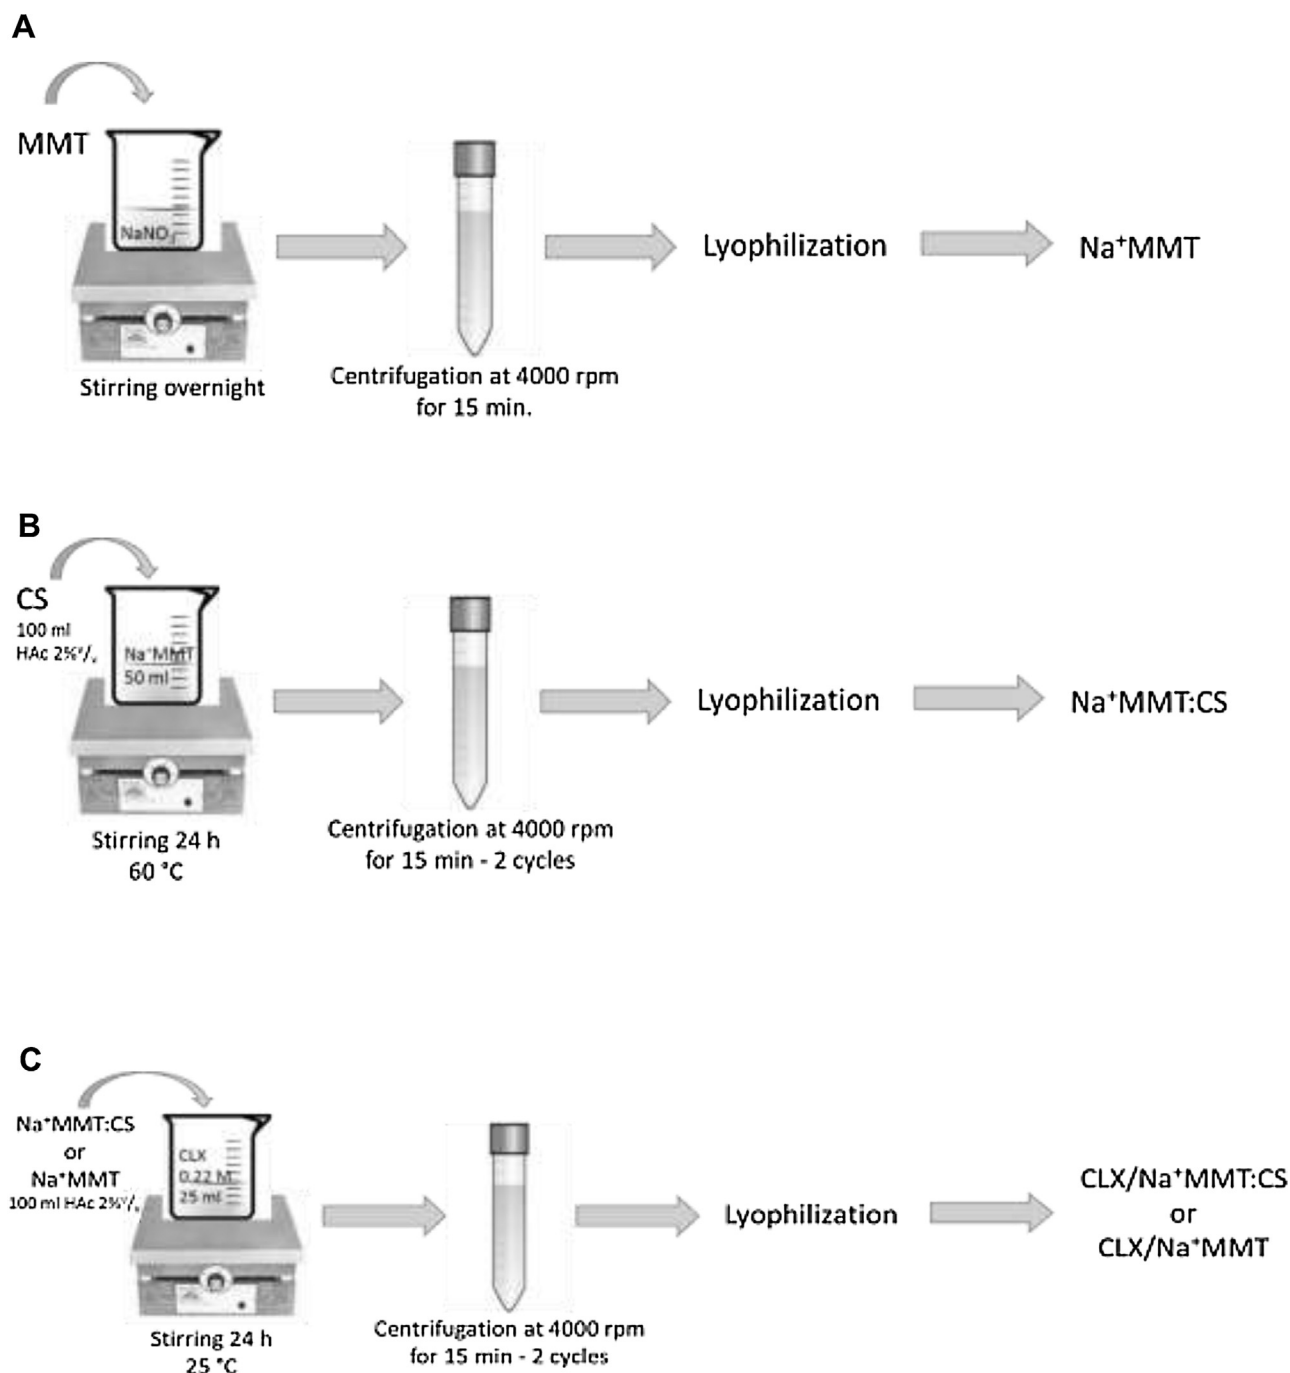 A
MMT
NaNO₃
Stirring overnight
Centrifugation at 4000 rpm
for 15 min.
Lyophilization
Na⁺MMT
B
CS
100 ml
HAc 2%ᵛ/ᵥ
Na⁺MMT
50 ml
Stirring 24 h
60 °C
Centrifugation at 4000 rpm
for 15 min - 2 cycles
Lyophilization
Na⁺MMT:CS
C
Na⁺MMT:CS
or
Na⁺MMT
100 ml HAc 2%ᵛ/ᵥ
CLX
0.22 M
25 ml
Stirring 24 h
25 °C
Centrifugation at 4000 rpm
for 15 min - 2 cycles
Lyophilization
CLX/Na⁺MMT:CS
or
CLX/Na⁺MMT